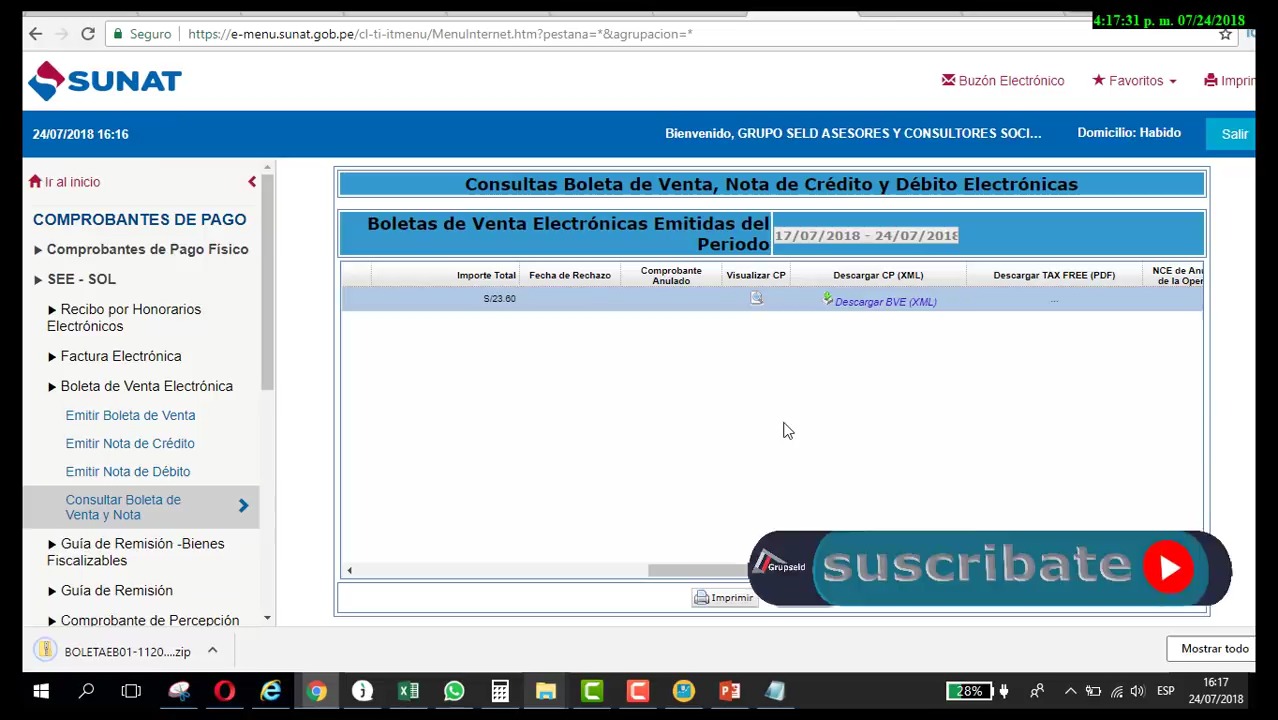 4:17:31 p. m. 07/24/2018
Seguro
https://e-menu.sunat.gob.pe/cl-ti-itmenu/MenuInternet.htm?pestana=*&agrupacion=*
SUNAT
Buzón Electrónico
Favoritos
Imprin
24/07/2018 16:16
Bienvenido, GRUPO SELD ASESORES Y CONSULTORES SOCI...
Domicilio: Habido
Salir
Ir al inicio
COMPROBANTES DE PAGO
Comprobantes de Pago Físico
SEE - SOL
Recibo por Honorarios
Electrónicos
Factura Electrónica
Boleta de Venta Electrónica
Emitir Boleta de Venta
Emitir Nota de Crédito
Emitir Nota de Débito
Consultar Boleta de
Venta y Nota
Guía de Remisión -Bienes
Fiscalizables
Guía de Remisión
Comprobante de Percepción
Consultas Boleta de Venta, Nota de Crédito y Débito Electrónicas
Boletas de Venta Electrónicas Emitidas del
Periodo
17/07/2018 - 24/07/2018
Importe Total
Fecha de Rechazo
Comprobante
Anulado
Visualizar CP
Descargar CP (XML)
Descargar TAX FREE (PDF)
NCE de Anu
de la Oper
S/23.60
Descargar BVE (XML)
...
Grupseld
suscribate
Imprimir
BOLETAEB01-1120....zip
Mostrar todo
28%
ESP
16:17
24/07/2018